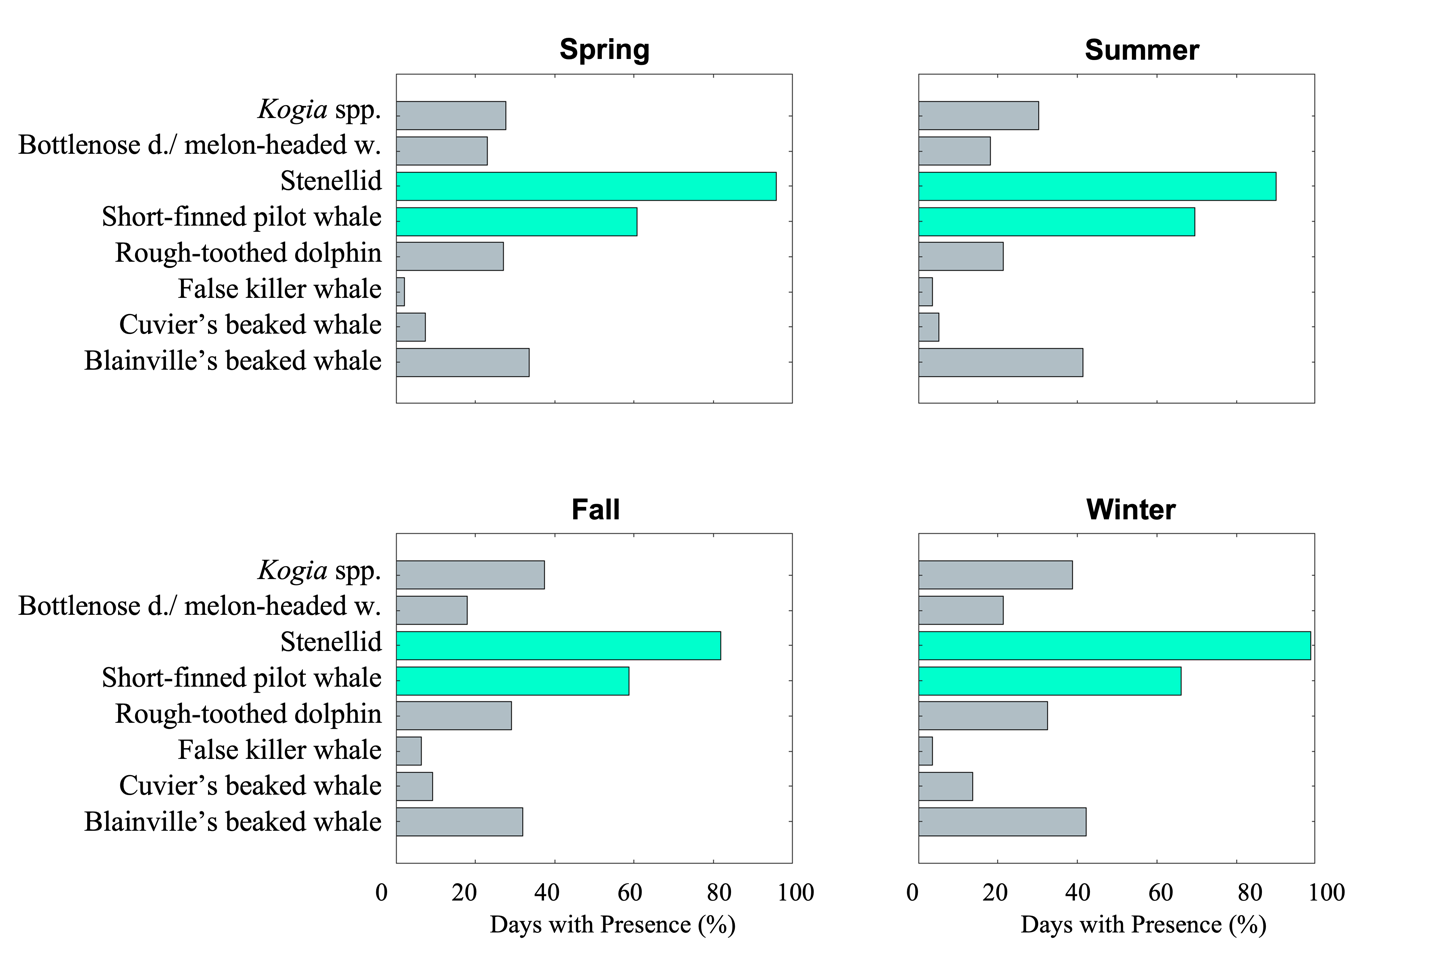 Spring
Summer
Kogia spp.
Bottlenose d./ melon-headed w.
Stenellid
Short-finned pilot whale
Rough-toothed dolphin
False killer whale
Cuvier’s beaked whale
Blainville’s beaked whale
Fall
Winter
Kogia spp.
Bottlenose d./ melon-headed w.
Stenellid
Short-finned pilot whale
Rough-toothed dolphin
False killer whale
Cuvier’s beaked whale
Blainville’s beaked whale
0 20 40 60 80 100
Days with Presence (%)
0 20 40 60 80 100
Days with Presence (%)